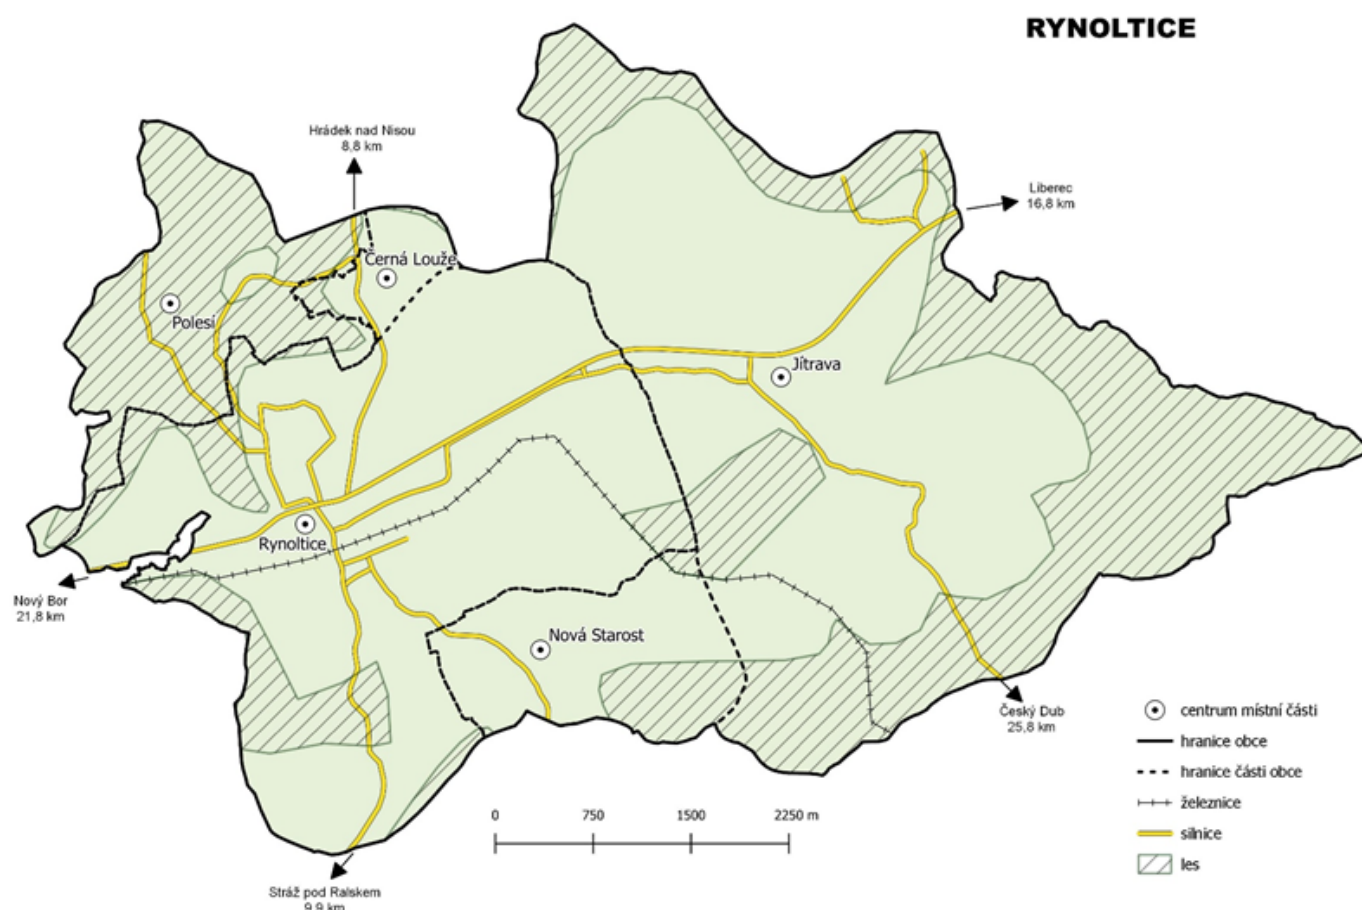 RYNOLTICE
Hrádek nad Nisou
8,8 km
Liberec
16,8 km
Černá Louže
Polesí
Jítrava
Rynoltice
Nový Bor
21,8 km
Nová Starost
Český Dub
25,8 km
Stráž pod Ralskem
9,9 km
0 750 1500 2250 m
centrum místní části
hranice obce
hranice části obce
železnice
silnice
les